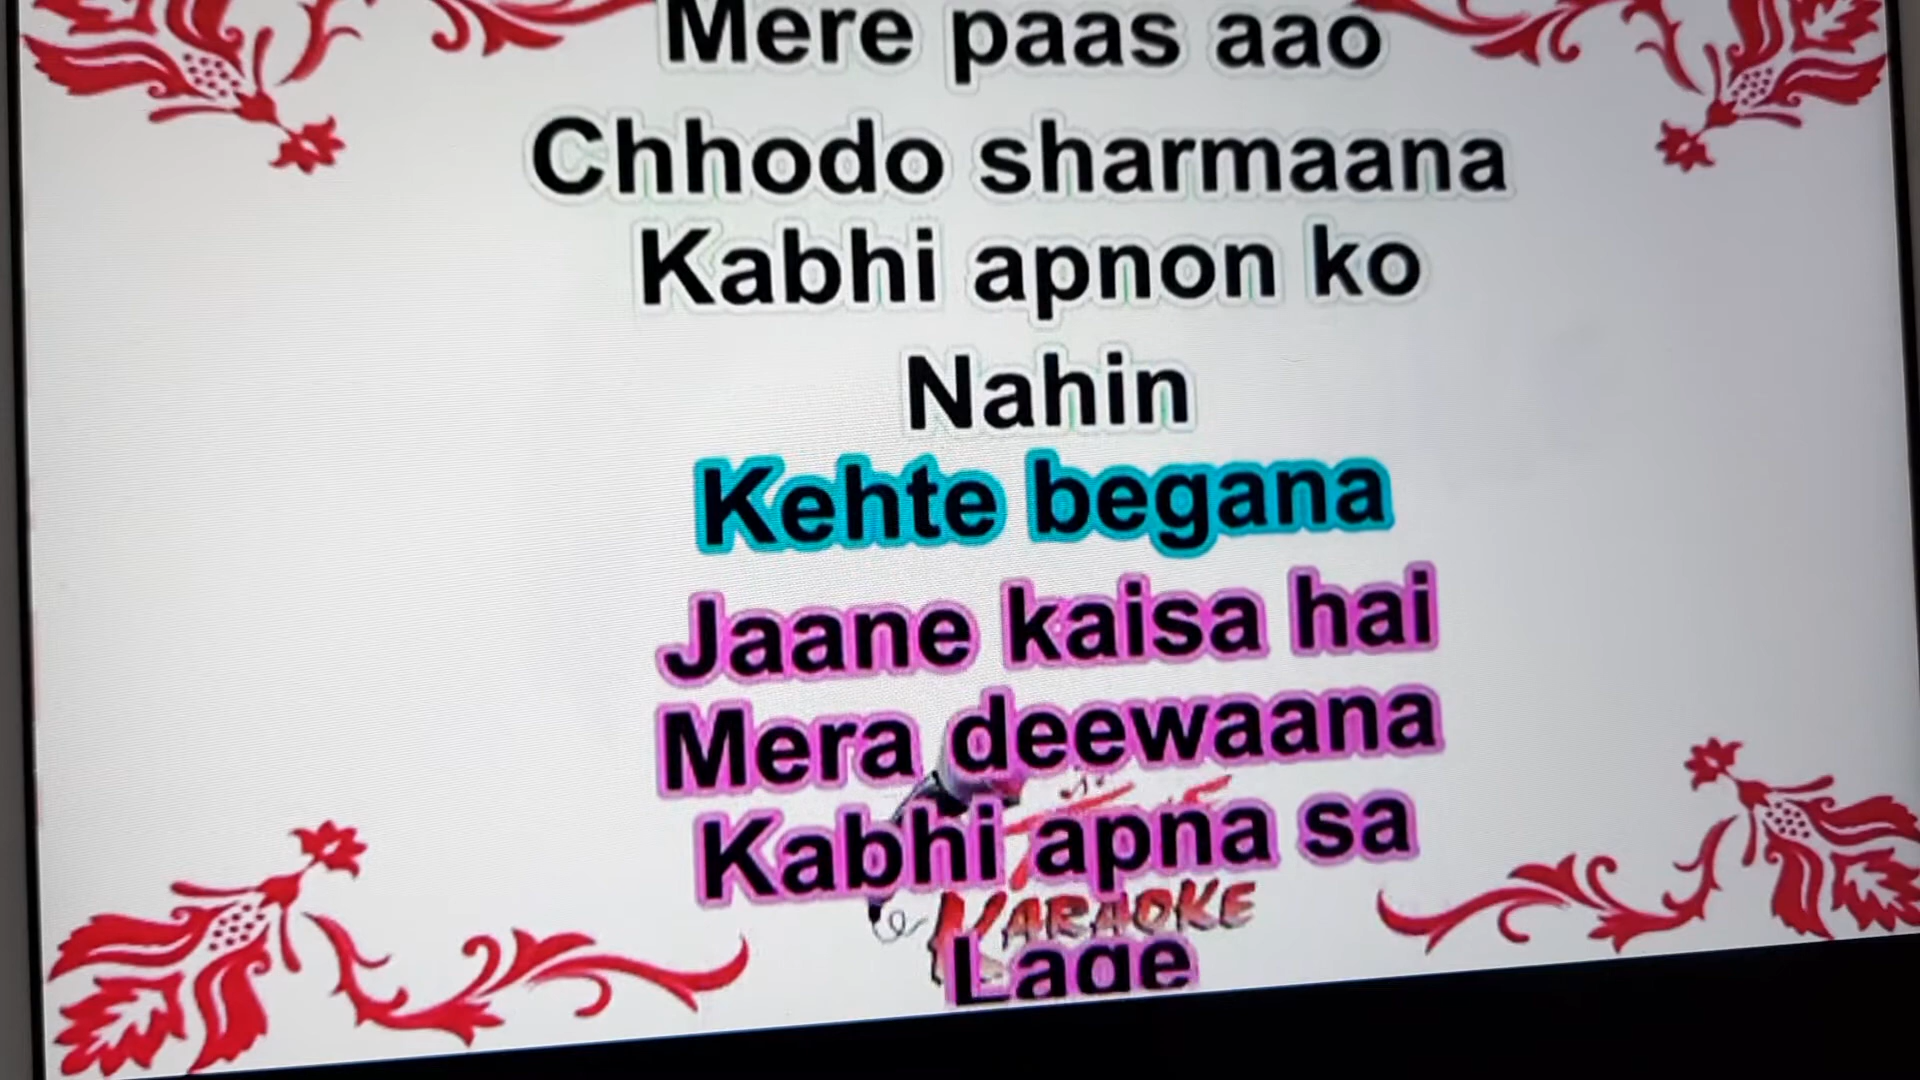 Mere paas aao
Chhodo sharmaana
Kabhi apnon ko
Nahin
Kehte begana
Jaane kaisa hai
Mera deewaana
Kabhi apna sa
KARAOKE
Lage